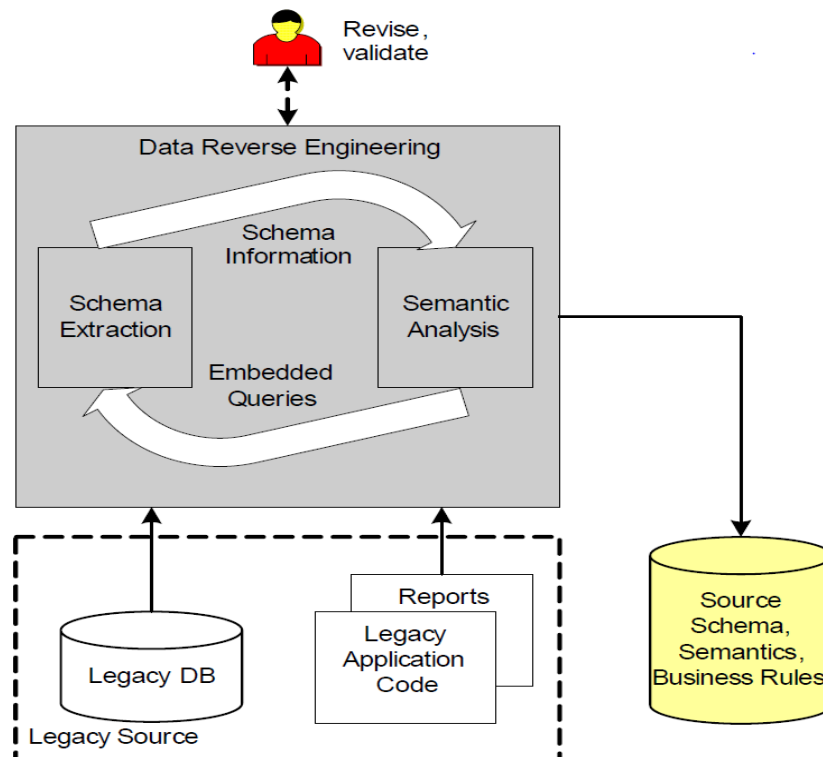 Revise,
validate
Data Reverse Engineering
Schema
Information
Schema
Extraction
Semantic
Analysis
Embedded
Queries
Legacy DB
Legacy Source
Reports
Legacy
Application
Code
Source
Schema,
Semantics,
Business Rules